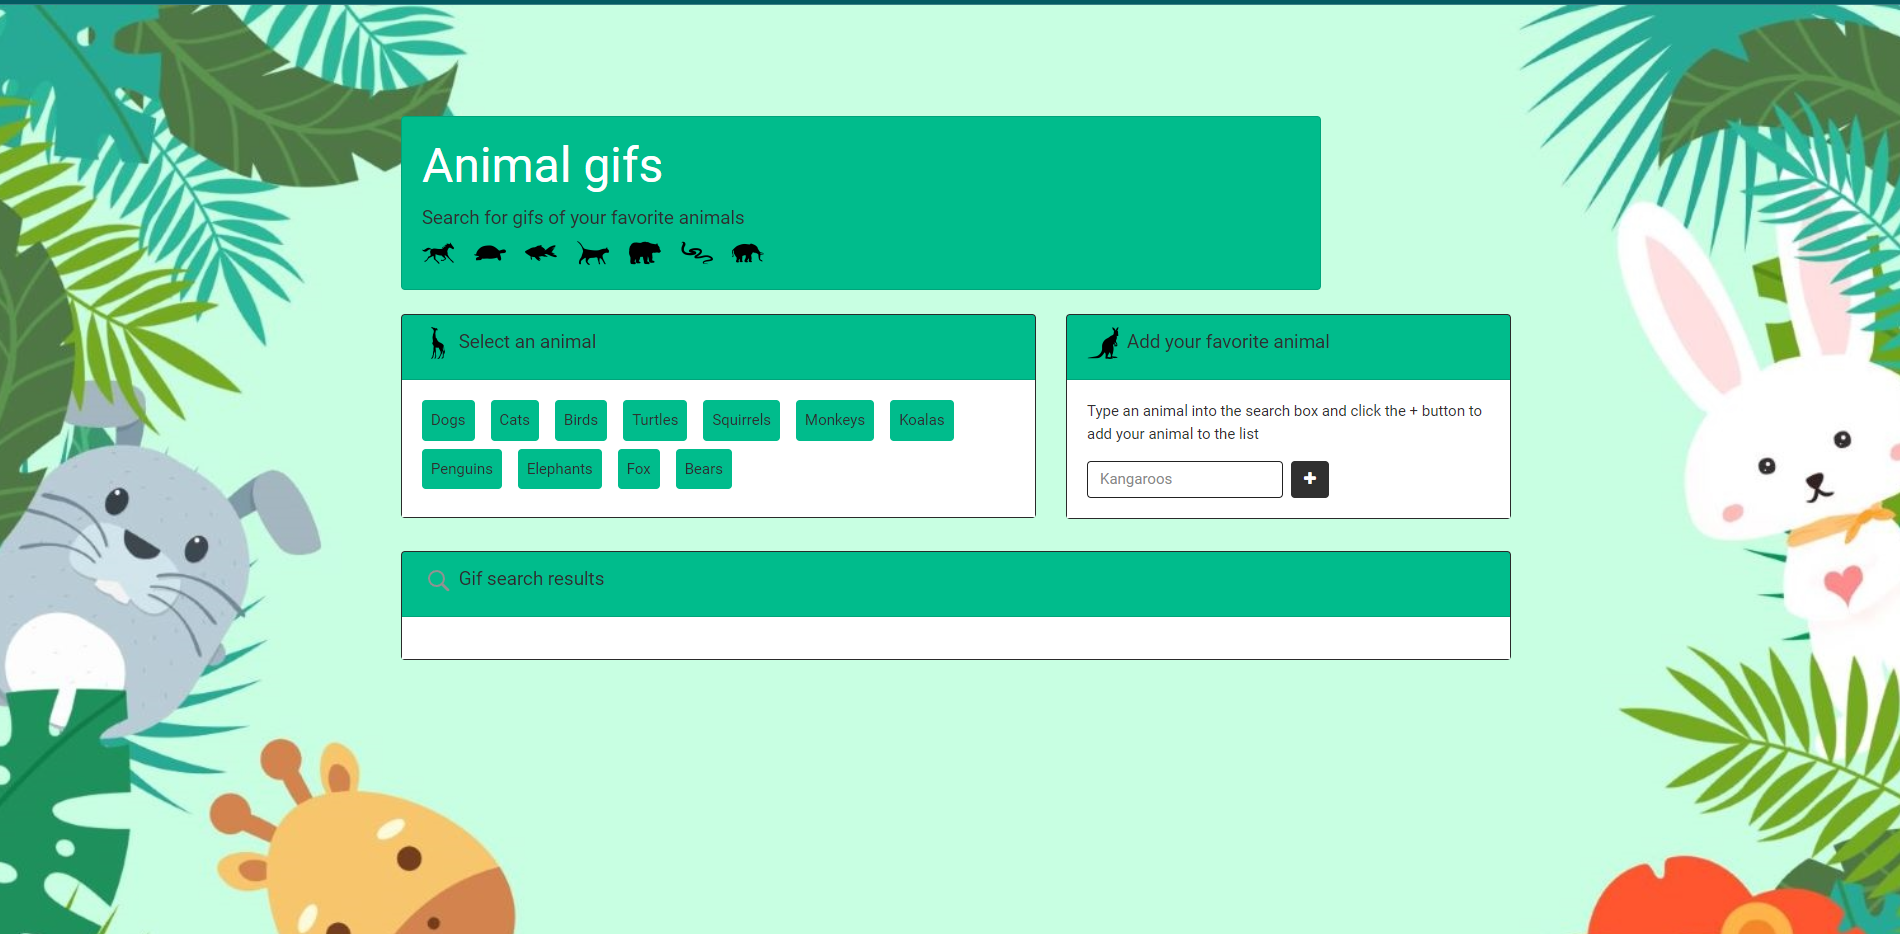 Animal gifs
Search for gifs of your favorite animals
Select an animal
Dogs Cats Birds Turtles Squirrels Monkeys Koalas
Penguins Elephants Fox Bears
Add your favorite animal
Type an animal into the search box and click the + button to
add your animal to the list
Kangaroos
Gif search results